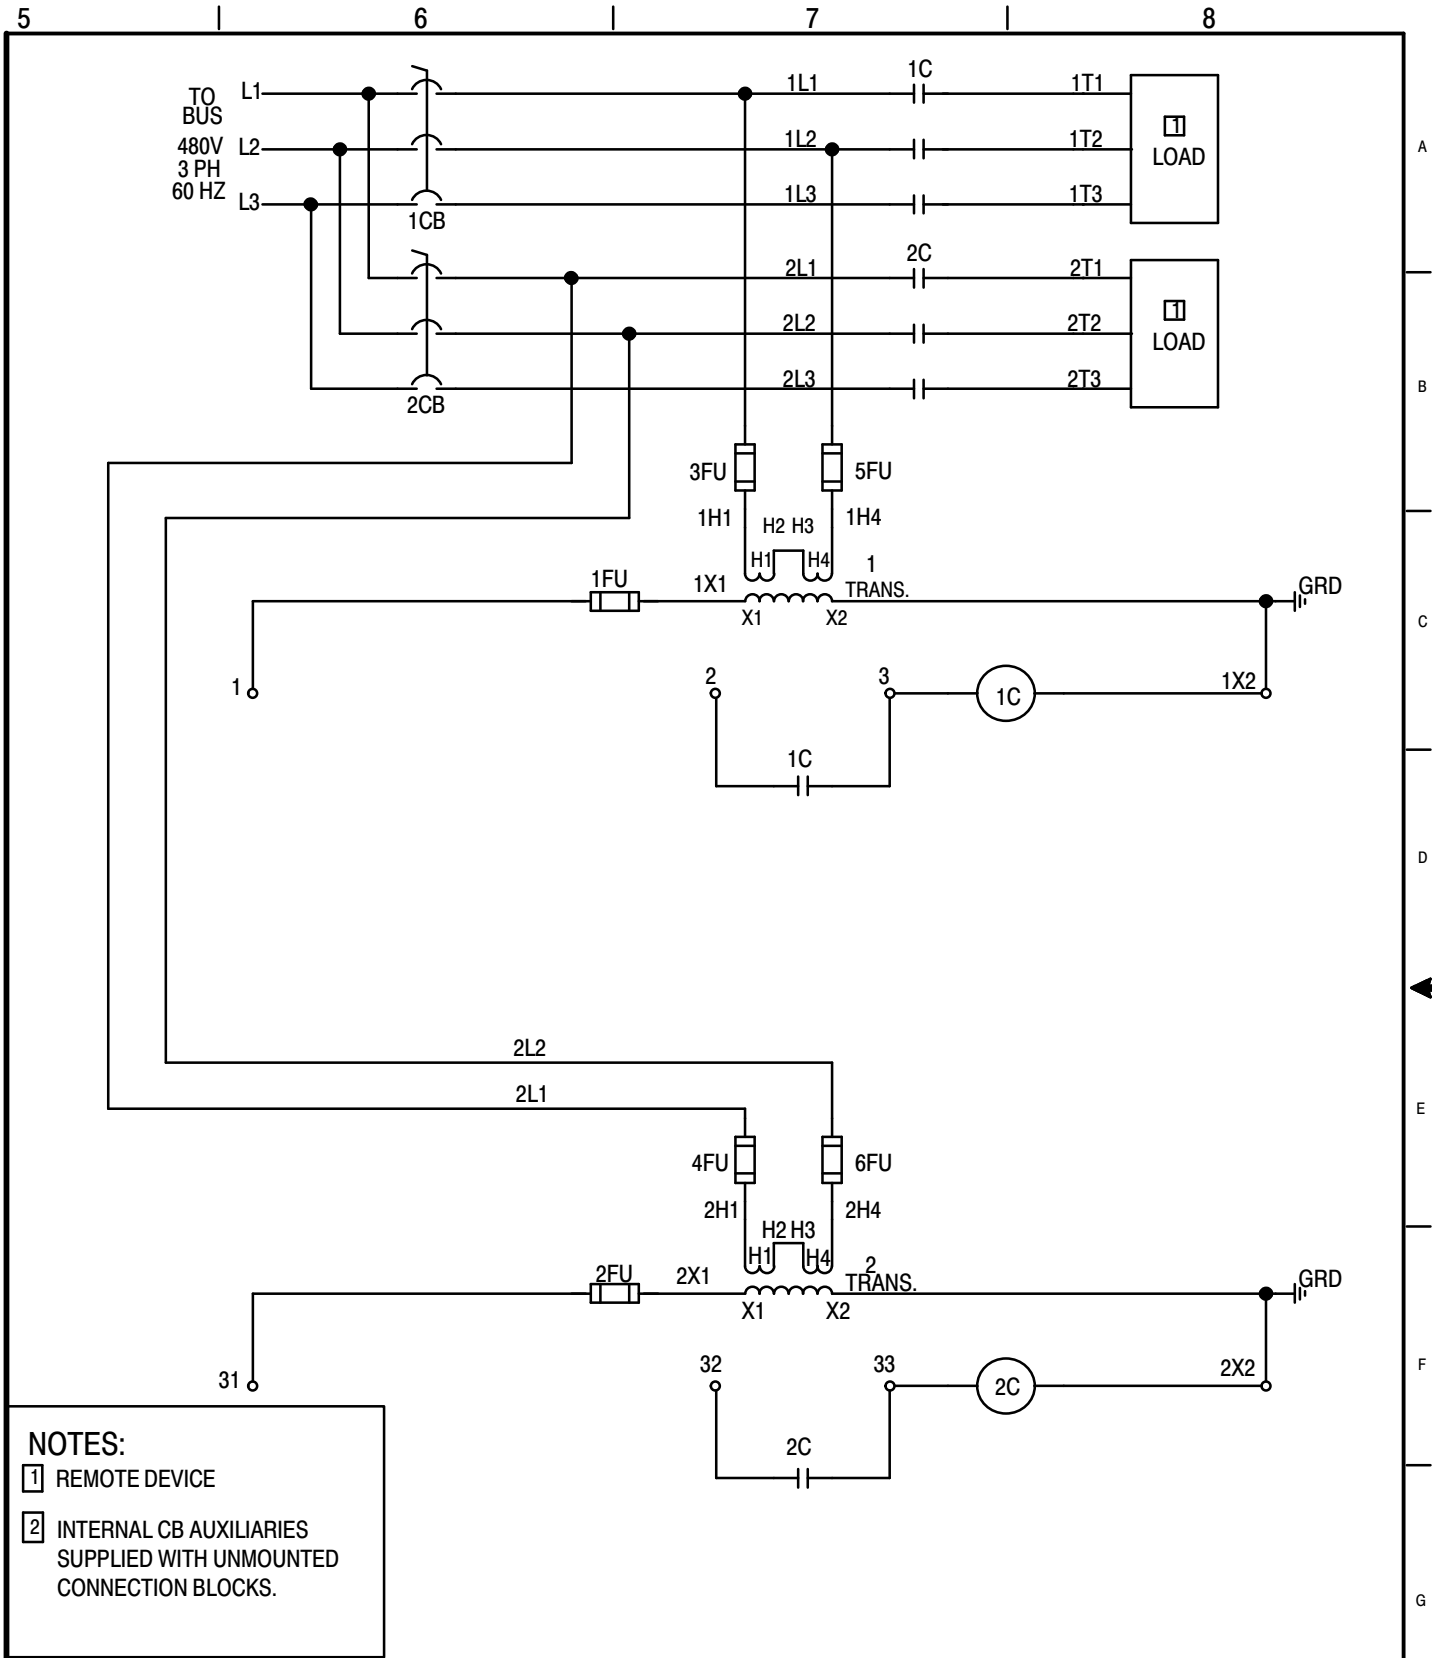 5 6 7 8
TO
BUS
480V
3 PH
60 HZ
L1
L2
L3
1CB
1L1
1L2
1L3
1C
1T1
1T2
1T3
1
LOAD
A
2CB
2L1
2L2
2L3
2C
2T1
2T2
2T3
1
LOAD
B
3FU
5FU
1H1
H2 H3
1H4
H1
H4
1
TRANS.
1FU
1X1
X1
X2
GRD
C
1
2
3
1C
1X2
1C
D
2L2
2L1
E
4FU
6FU
2H1
H2 H3
2H4
H1
H4
2
TRANS.
2FU
2X1
X1
X2
GRD
31
32
33
2C
2X2
F
2C
NOTES:
1 REMOTE DEVICE
2 INTERNAL CB AUXILIARIES
SUPPLIED WITH UNMOUNTED
CONNECTION BLOCKS.
G